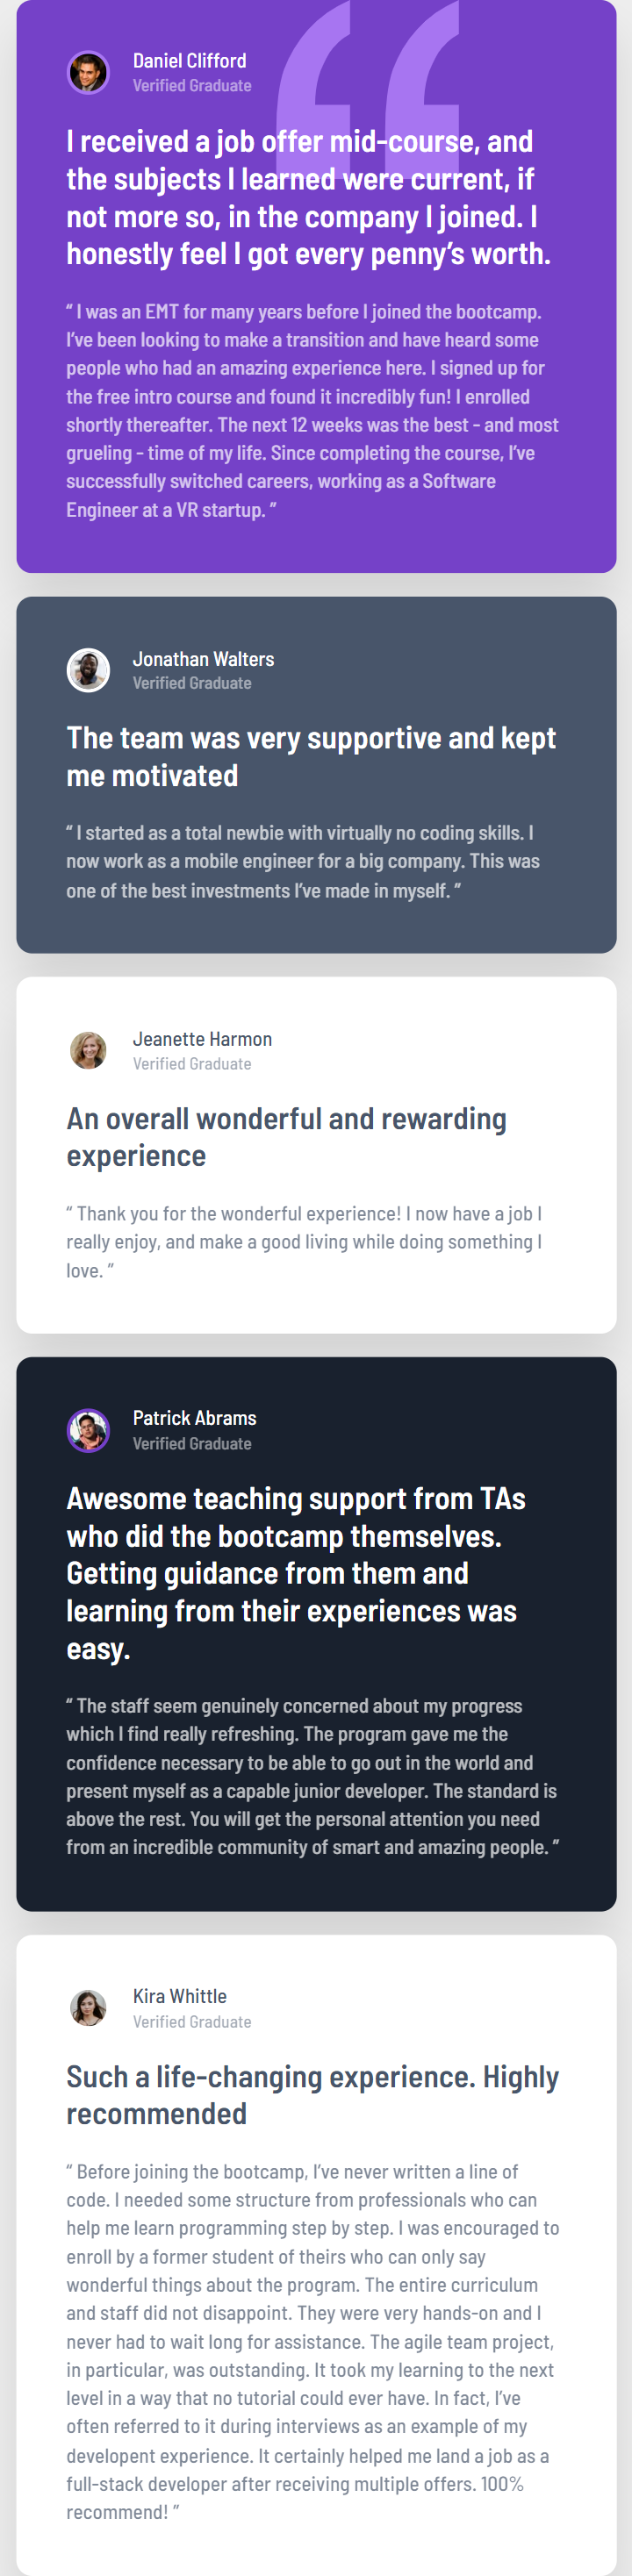 Daniel Clifford
Verified Graduate
I received a job offer mid-course, and
the subjects I learned were current, if
not more so, in the company I joined. I
honestly feel I got every penny’s worth.
“ I was an EMT for many years before I joined the bootcamp.
I’ve been looking to make a transition and have heard some
people who had an amazing experience here. I signed up for
the free intro course and found it incredibly fun! I enrolled
shortly thereafter. The next 12 weeks was the best - and most
grueling - time of my life. Since completing the course, I’ve
successfully switched careers, working as a Software
Engineer at a VR startup. ”
Jonathan Walters
Verified Graduate
The team was very supportive and kept
me motivated
“ I started as a total newbie with virtually no coding skills. I
now work as a mobile engineer for a big company. This was
one of the best investments I’ve made in myself. ”
Jeanette Harmon
Verified Graduate
An overall wonderful and rewarding
experience
“ Thank you for the wonderful experience! I now have a job I
really enjoy, and make a good living while doing something I
love. ”
Patrick Abrams
Verified Graduate
Awesome teaching support from TAs
who did the bootcamp themselves.
Getting guidance from them and
learning from their experiences was
easy.
“ The staff seem genuinely concerned about my progress
which I find really refreshing. The program gave me the
confidence necessary to be able to go out in the world and
present myself as a capable junior developer. The standard is
above the rest. You will get the personal attention you need
from an incredible community of smart and amazing people. ”
Kira Whittle
Verified Graduate
Such a life-changing experience. Highly
recommended
“ Before joining the bootcamp, I’ve never written a line of
code. I needed some structure from professionals who can
help me learn programming step by step. I was encouraged to
enroll by a former student of theirs who can only say
wonderful things about the program. The entire curriculum
and staff did not disappoint. They were very hands-on and I
never had to wait long for assistance. The agile team project,
in particular, was outstanding. It took my learning to the next
level in a way that no tutorial could ever have. In fact, I’ve
often referred to it during interviews as an example of my
developent experience. It certainly helped me land a job as a
full-stack developer after receiving multiple offers. 100%
recommend! ”